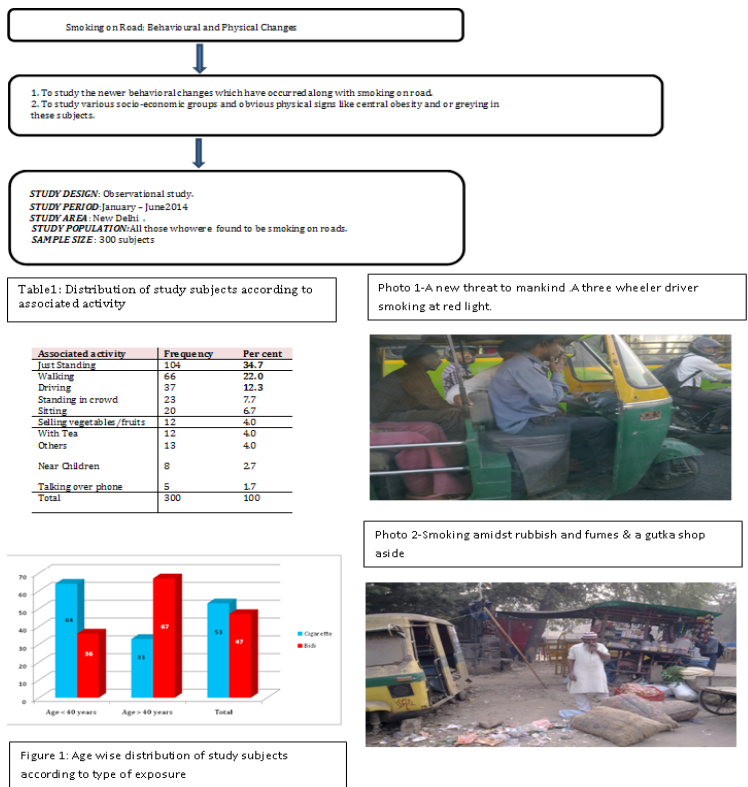 Smoking on Road: Behavioural and Physical Changes
1. To study the newer behavioral changes which have occurred along with smoking on road.
2. To study various socio-economic groups and obvious physical signs like central obesity and or greying in
these subjects.
STUDY DESIGN: Observational study.
STUDY PERIOD:January – June2014
STUDY AREA: New Delhi .
STUDY POPULATION:All those whowere found to be smoking on roads.
SAMPLE SIZE: 300 subjects
Table1: Distribution of study subjects according to
associated activity
Associated activity Frequency Per cent
Just Standing 104 34.7
Walking 66 22.0
Driving 37 12.3
Standing in crowd 23 7.7
Sitting 20 6.7
Selling vegetables/fruits 12 4.0
With Tea 12 4.0
Others 13 4.0
Near Children 8 2.7
Talking over phone 5 1.7
Total 300 100
70
60
50
40
30
20
10
0
64
36
33
67
53
47
Cigarette
Bidi
Age < 40 years Age > 40 years Total
Figure 1: Age wise distribution of study subjects
according to type of exposure
Photo 1-A new threat to mankind .A three wheeler driver
smoking at red light.
Photo 2-Smoking amidst rubbish and fumes & a gutka shop
aside